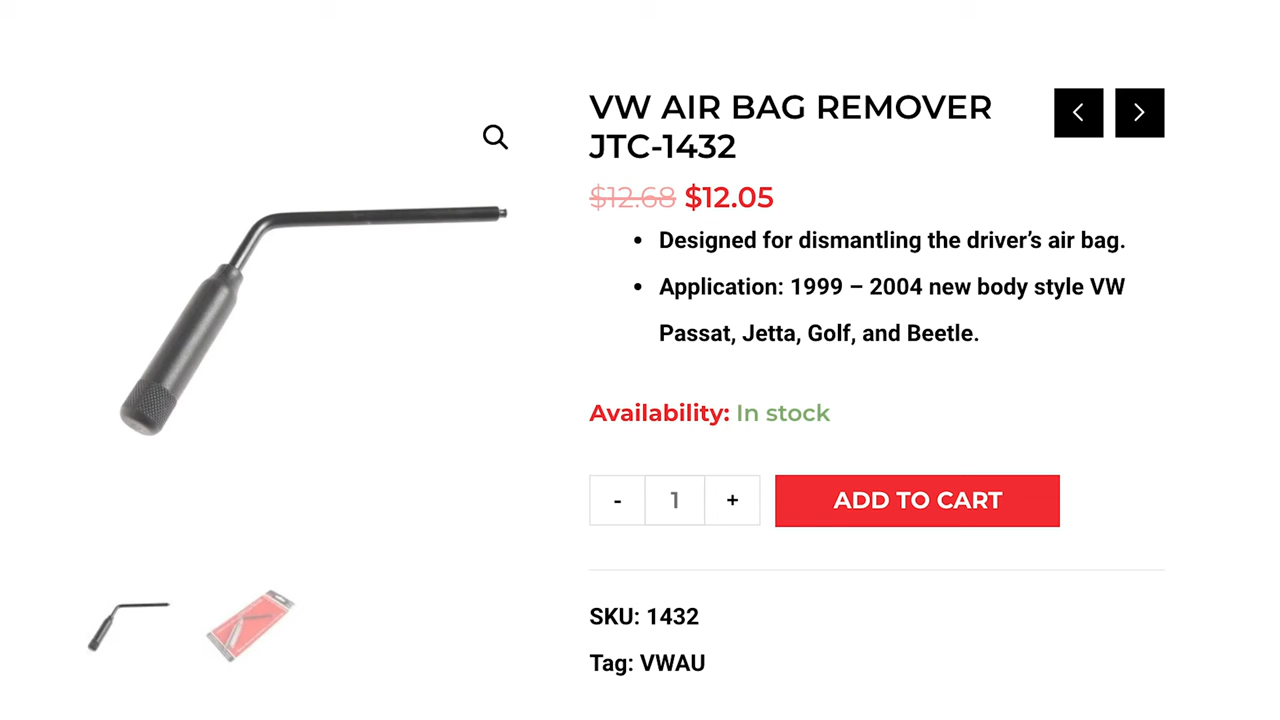 VW AIR BAG REMOVER
JTC-1432
$12.68 $12.05
• Designed for dismantling the driver’s air bag.
• Application: 1999 – 2004 new body style VW
Passat, Jetta, Golf, and Beetle.
Availability: In stock
- 1 + ADD TO CART
SKU: 1432
Tag: VWAU